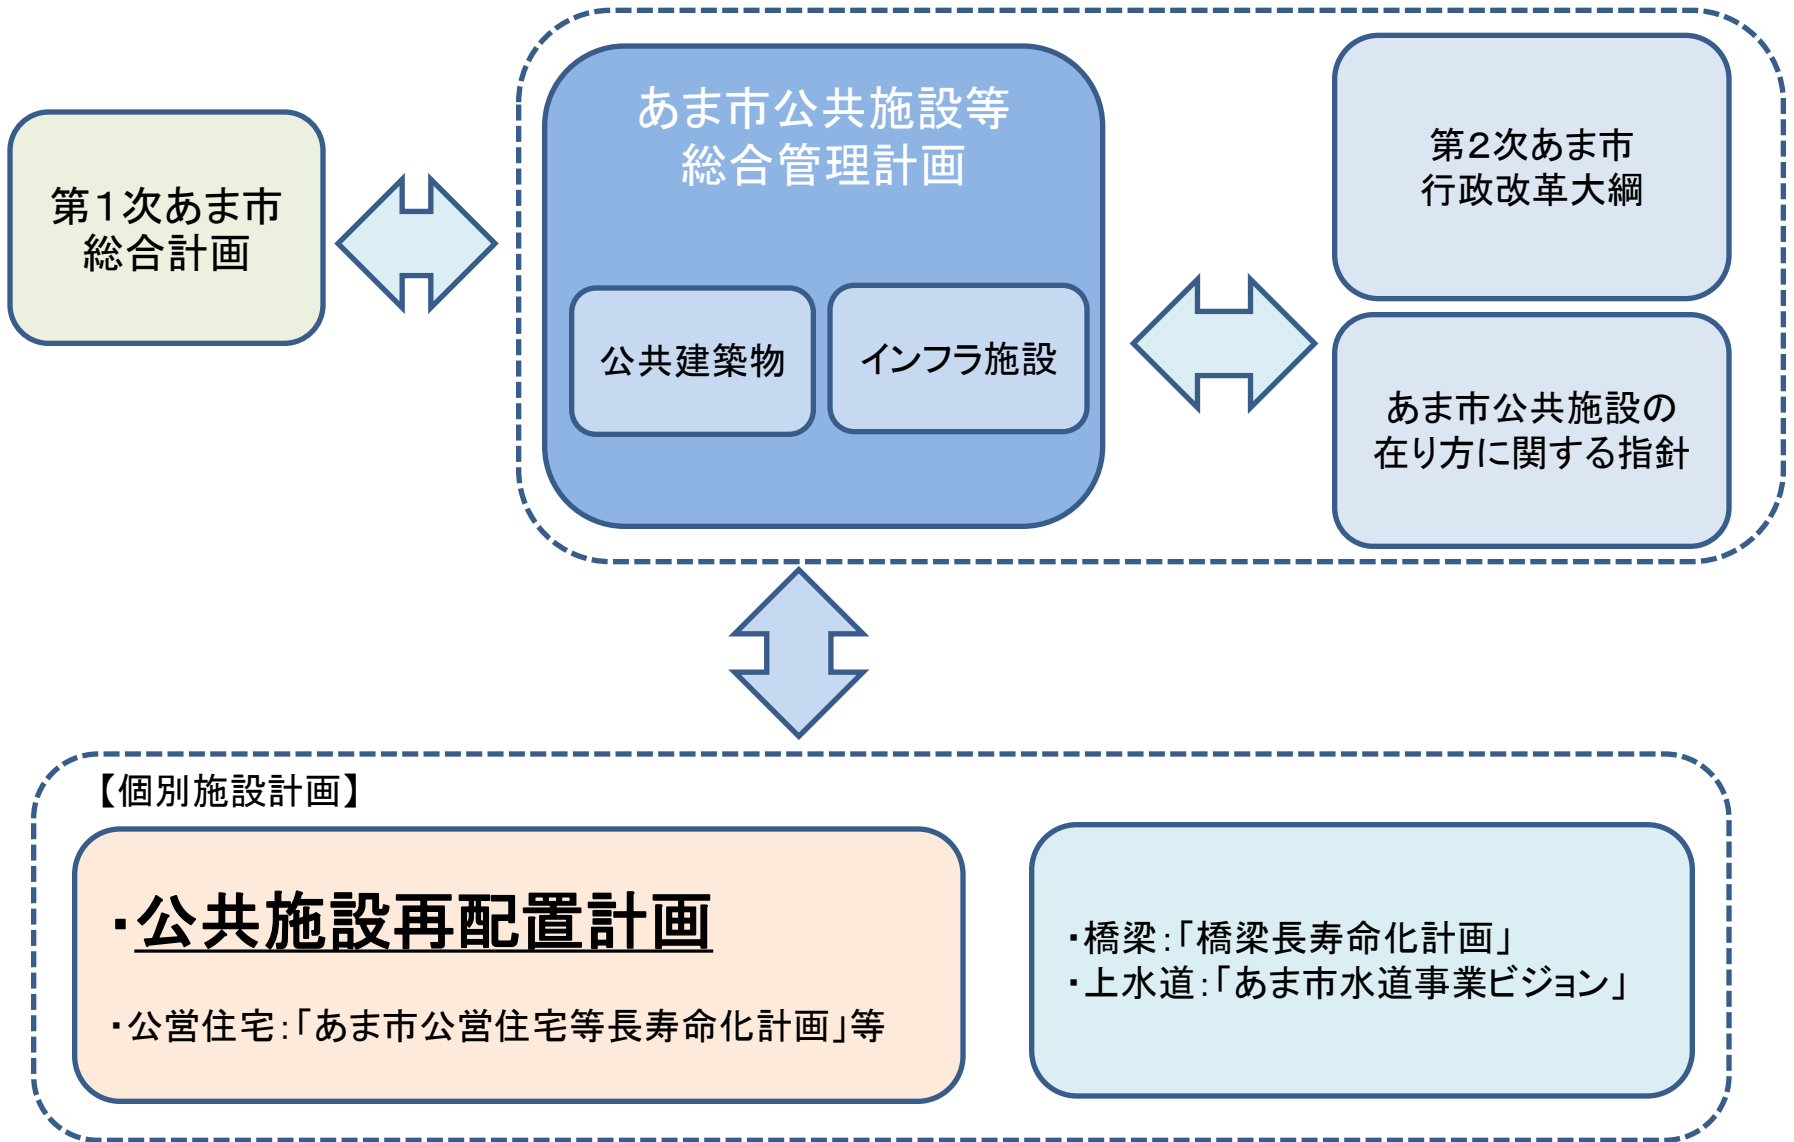 第１次あま市
総合計画
あま市公共施設等
総合管理計画
公共建築物
インフラ施設
第２次あま市
行政改革大綱
あま市公共施設の
在り方に関する指針
【個別施設計画】
・公共施設再配置計画
・公営住宅：「あま市公営住宅等長寿命化計画」等
・橋梁：「橋梁長寿命化計画」
・上水道：「あま市水道事業ビジョン」